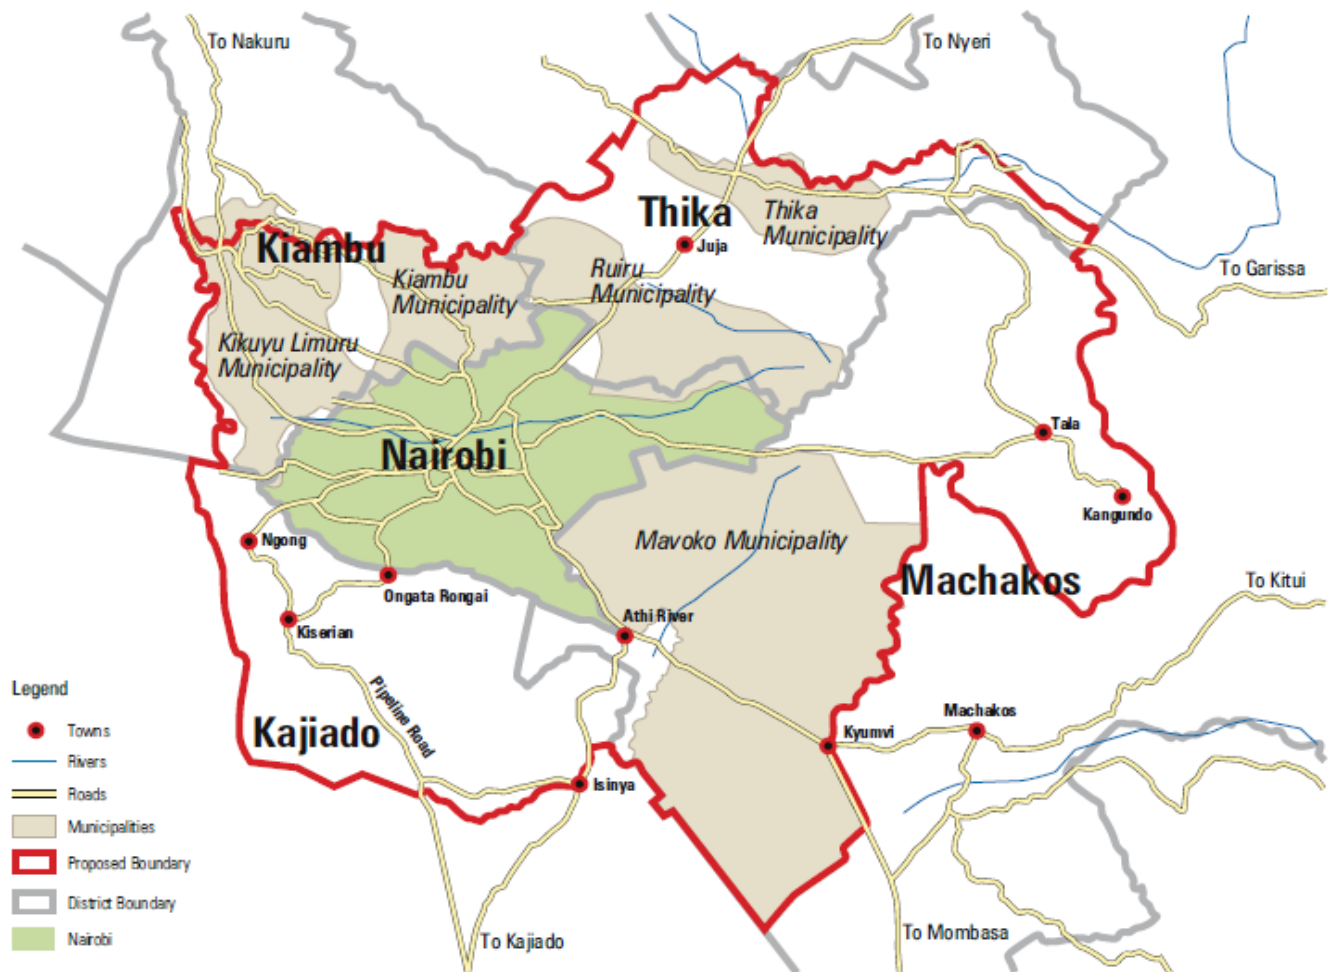 To Nakuru
To Nyeri
Thika
Thika
Municipality
Juja
Kiambu
Kiambu
Municipality
Ruiru
Municipality
To Garissa
Kikuyu Limuru
Municipality
Nairobi
Tala
Kangundo
Ngong
Mavoko Municipality
Machakos
To Kitui
Ongata Rongai
Kiserian
Athi River
Legend
Towns
Rivers
Roads
Municipalities
Proposed Boundary
District Boundary
Nairobi
Pipeline Road
Kajiado
Machakos
Kyumvi
Isinya
To Kajiado
To Mombasa